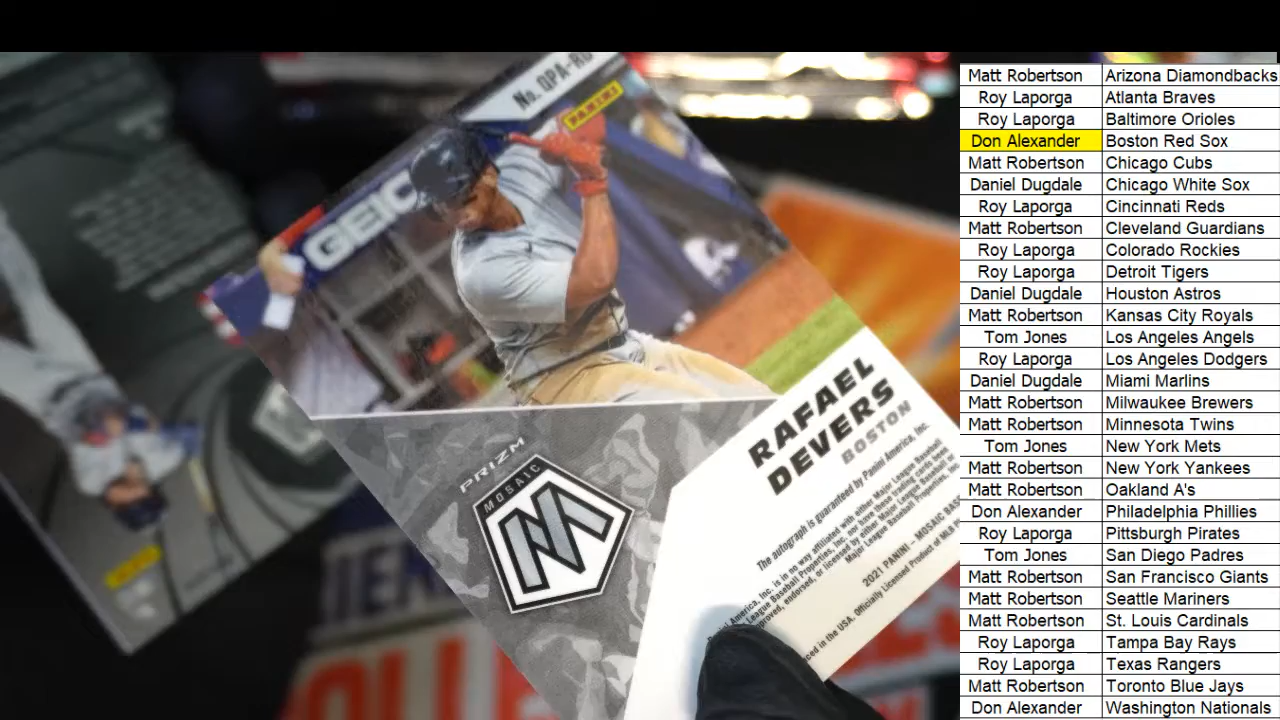 No. QPA-RD
PANINI
GEIC
RAFAEL
DEVERS
BOSTON
PRIZM
MOSAIC
The autograph is guaranteed by Panini America, Inc.
2021 PANINI – MOSAIC BASE
Officially Licensed Product of MLB
Matt Robertson Arizona Diamondbacks
Roy Laporga Atlanta Braves
Roy Laporga Baltimore Orioles
Don Alexander Boston Red Sox
Matt Robertson Chicago Cubs
Daniel Dugdale Chicago White Sox
Roy Laporga Cincinnati Reds
Matt Robertson Cleveland Guardians
Roy Laporga Colorado Rockies
Roy Laporga Detroit Tigers
Daniel Dugdale Houston Astros
Matt Robertson Kansas City Royals
Tom Jones Los Angeles Angels
Roy Laporga Los Angeles Dodgers
Daniel Dugdale Miami Marlins
Matt Robertson Milwaukee Brewers
Matt Robertson Minnesota Twins
Tom Jones New York Mets
Matt Robertson New York Yankees
Matt Robertson Oakland A's
Don Alexander Philadelphia Phillies
Roy Laporga Pittsburgh Pirates
Tom Jones San Diego Padres
Matt Robertson San Francisco Giants
Matt Robertson Seattle Mariners
Matt Robertson St. Louis Cardinals
Roy Laporga Tampa Bay Rays
Roy Laporga Texas Rangers
Matt Robertson Toronto Blue Jays
Don Alexander Washington Nationals